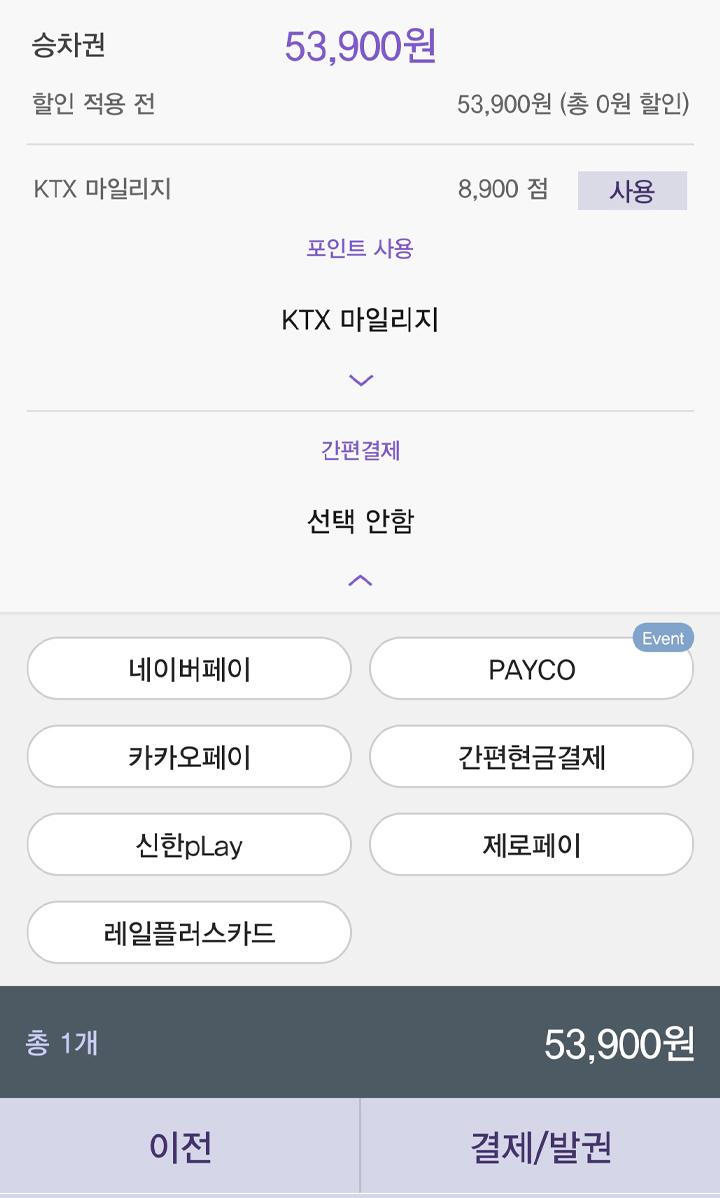 승차권 53,900원
할인 적용 전 53,900원 (총 0원 할인)
KTX 마일리지 8,900 점 사용
포인트 사용
KTX 마일리지
간편결제
선택 안함
Event
네이버페이 PAYCO
카카오페이 간편현금결제
신한pLay 제로페이
레일플러스카드
총 1개 53,900원
이전 결제/발권